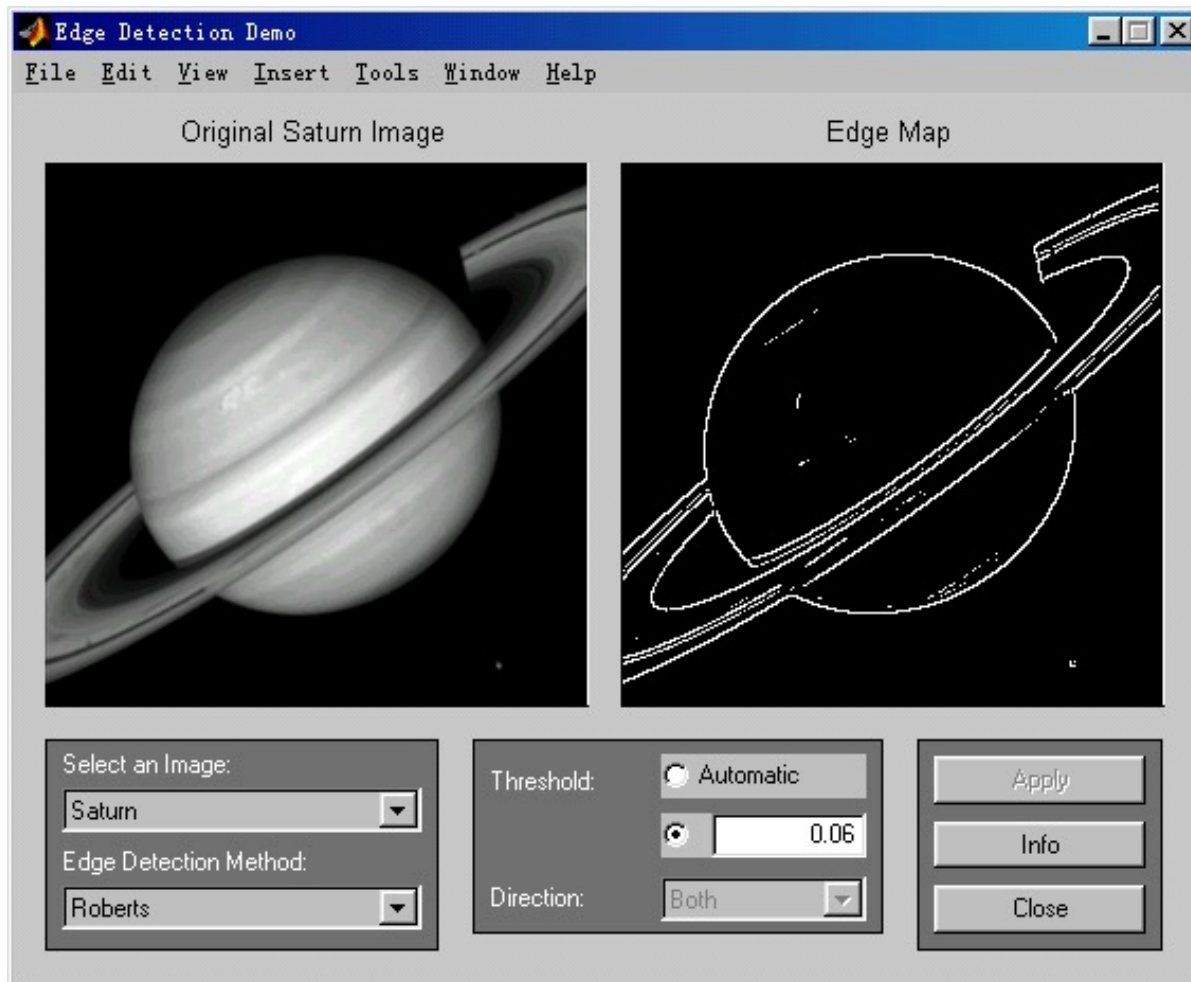 Edge Detection Demo
File Edit View Insert Tools Window Help
Original Saturn Image
Edge Map
Select an Image:
Saturn
Edge Detection Method:
Roberts
Threshold:
Automatic
0.06
Direction:
Both
Apply
Info
Close